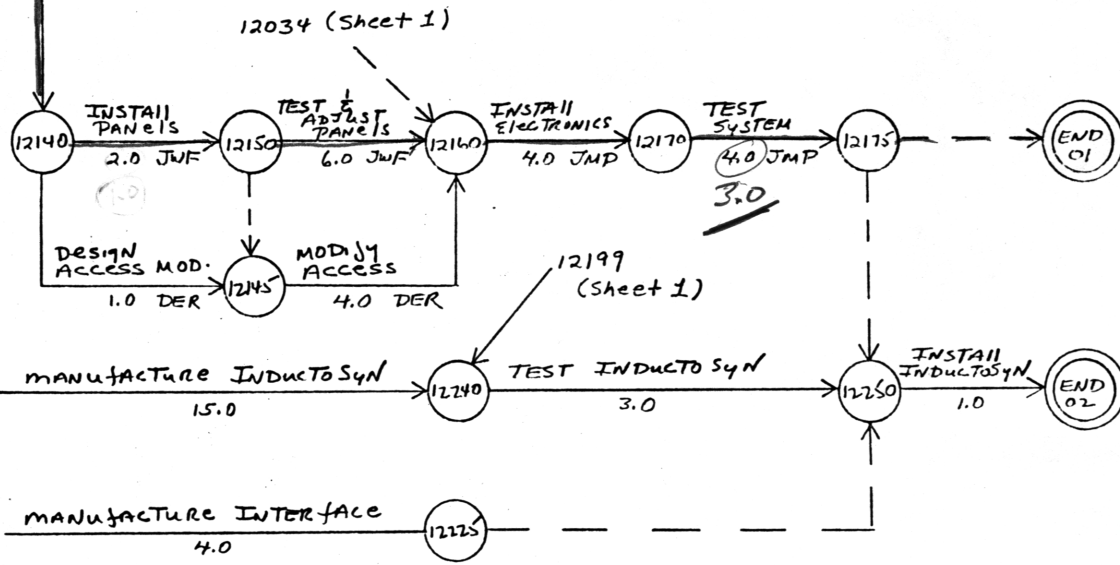 12034 (Sheet 1)
INSTALL
PANELS
2.0 JWF
TEST &
ADJUST
PANELS
6.0 JWF
INSTALL
ELECTRONICS
4.0 JMP
TEST
SYSTEM
4.0 JMP
3.0
12140
12150
12160
12170
12175
END
01
1.0
DESIGN
ACCESS MOD.
1.0 DER
12145
MODIFY
ACCESS
4.0 DER
12199
(Sheet 1)
MANUFACTURE INDUCTOSYN
15.0
12240
TEST INDUCTOSYN
3.0
12250
INSTALL
INDUCTOSYN
1.0
END
02
MANUFACTURE INTERFACE
4.0
12225